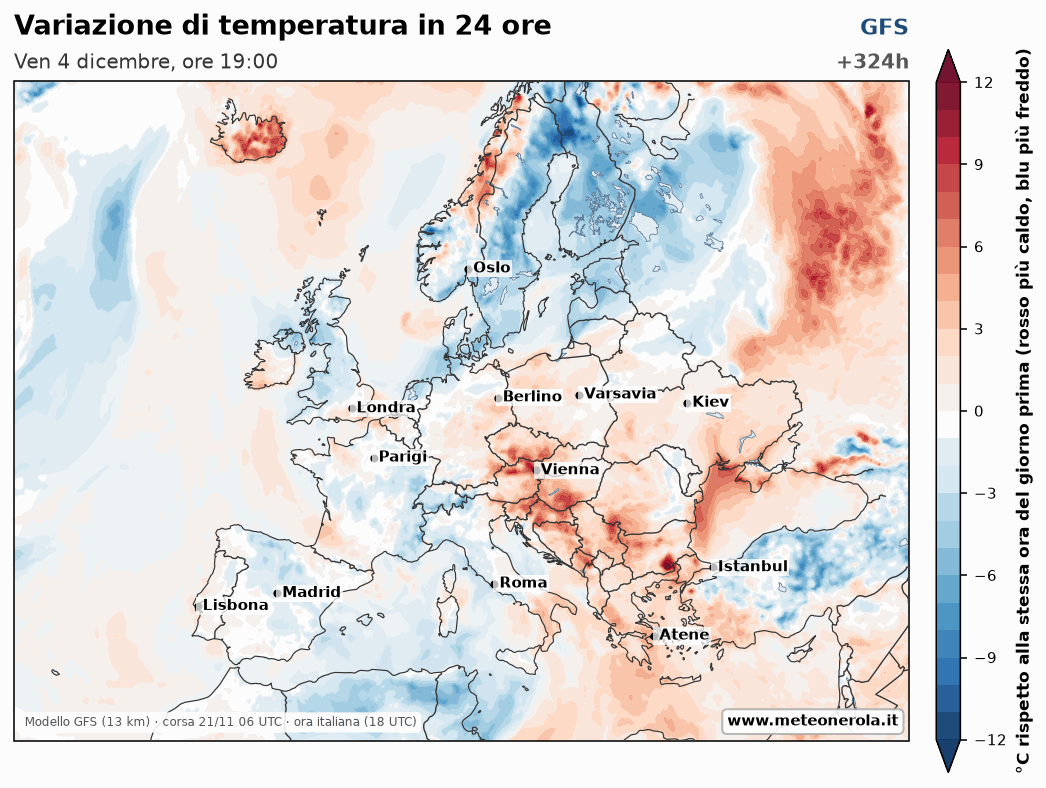 Variazione di temperatura in 24 ore
GFS
Ven 4 dicembre, ore 19:00
+324h
Oslo
Londra
Berlino
Varsavia
Kiev
Parigi
Vienna
Istanbul
Roma
Madrid
Lisbona
Atene
Modello GFS (13 km) · corsa 21/11 06 UTC · ora italiana (18 UTC)
www.meteonerola.it
12
9
6
3
0
−3
−6
−9
−12
°C rispetto alla stessa ora del giorno prima (rosso più caldo, blu più freddo)